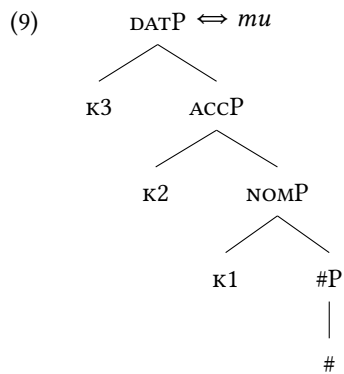 (9) DATP ⇔ mu
K3 ACCP
K2 NOMP
K1 #P
#